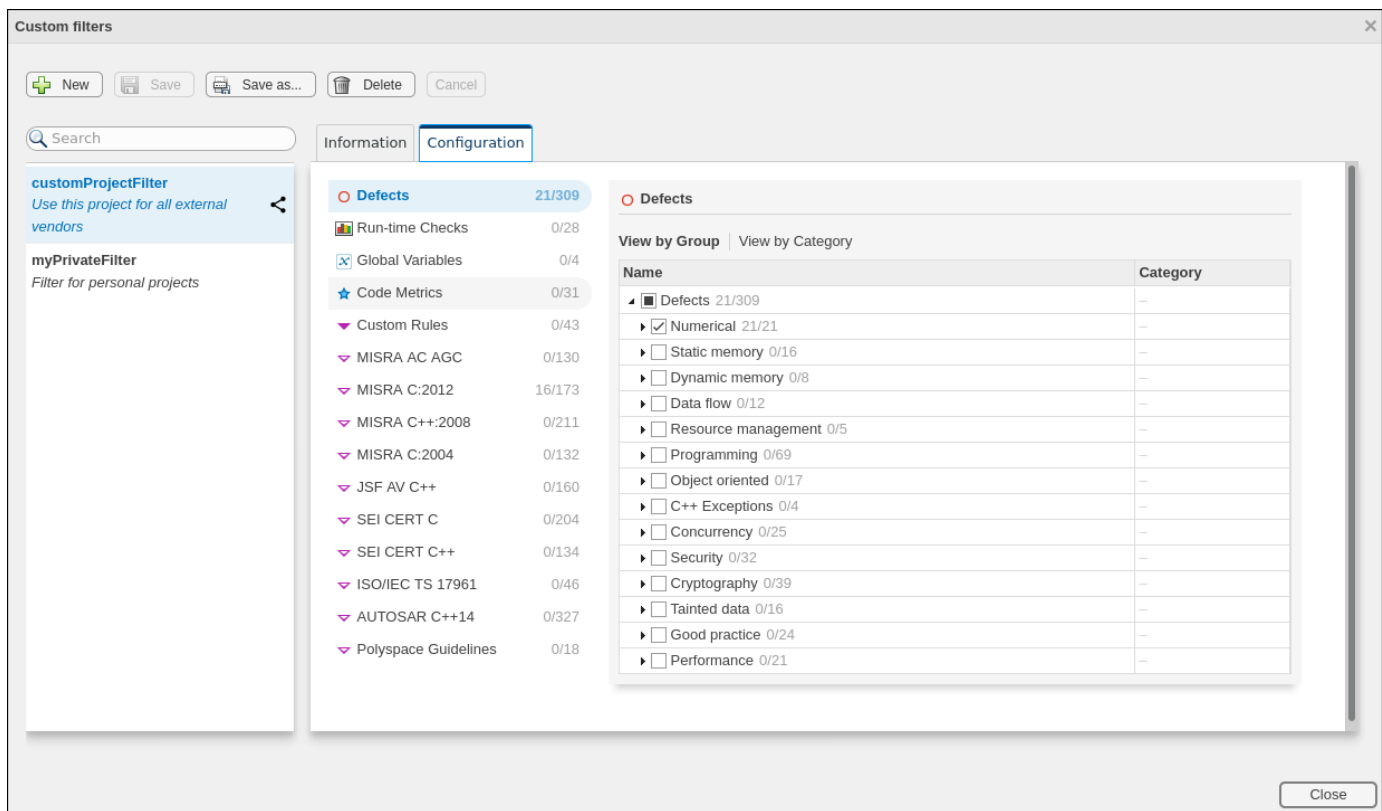 Custom filters
New Save Save as... Delete Cancel
Search
Information Configuration
customProjectFilter
Use this project for all external
vendors
myPrivateFilter
Filter for personal projects
Defects 21/309
Run-time Checks 0/28
Global Variables 0/4
Code Metrics 0/31
Custom Rules 0/43
MISRA AC AGC 0/130
MISRA C:2012 16/173
MISRA C++:2008 0/211
MISRA C:2004 0/132
JSF AV C++ 0/160
SEI CERT C 0/204
SEI CERT C++ 0/134
ISO/IEC TS 17961 0/46
AUTOSAR C++14 0/327
Polyspace Guidelines 0/18
Defects
View by Group View by Category
Name Category
Defects 21/309 –
Numerical 21/21 –
Static memory 0/16 –
Dynamic memory 0/8 –
Data flow 0/12 –
Resource management 0/5 –
Programming 0/69 –
Object oriented 0/17 –
C++ Exceptions 0/4 –
Concurrency 0/25 –
Security 0/32 –
Cryptography 0/39 –
Tainted data 0/16 –
Good practice 0/24 –
Performance 0/21 –
Close